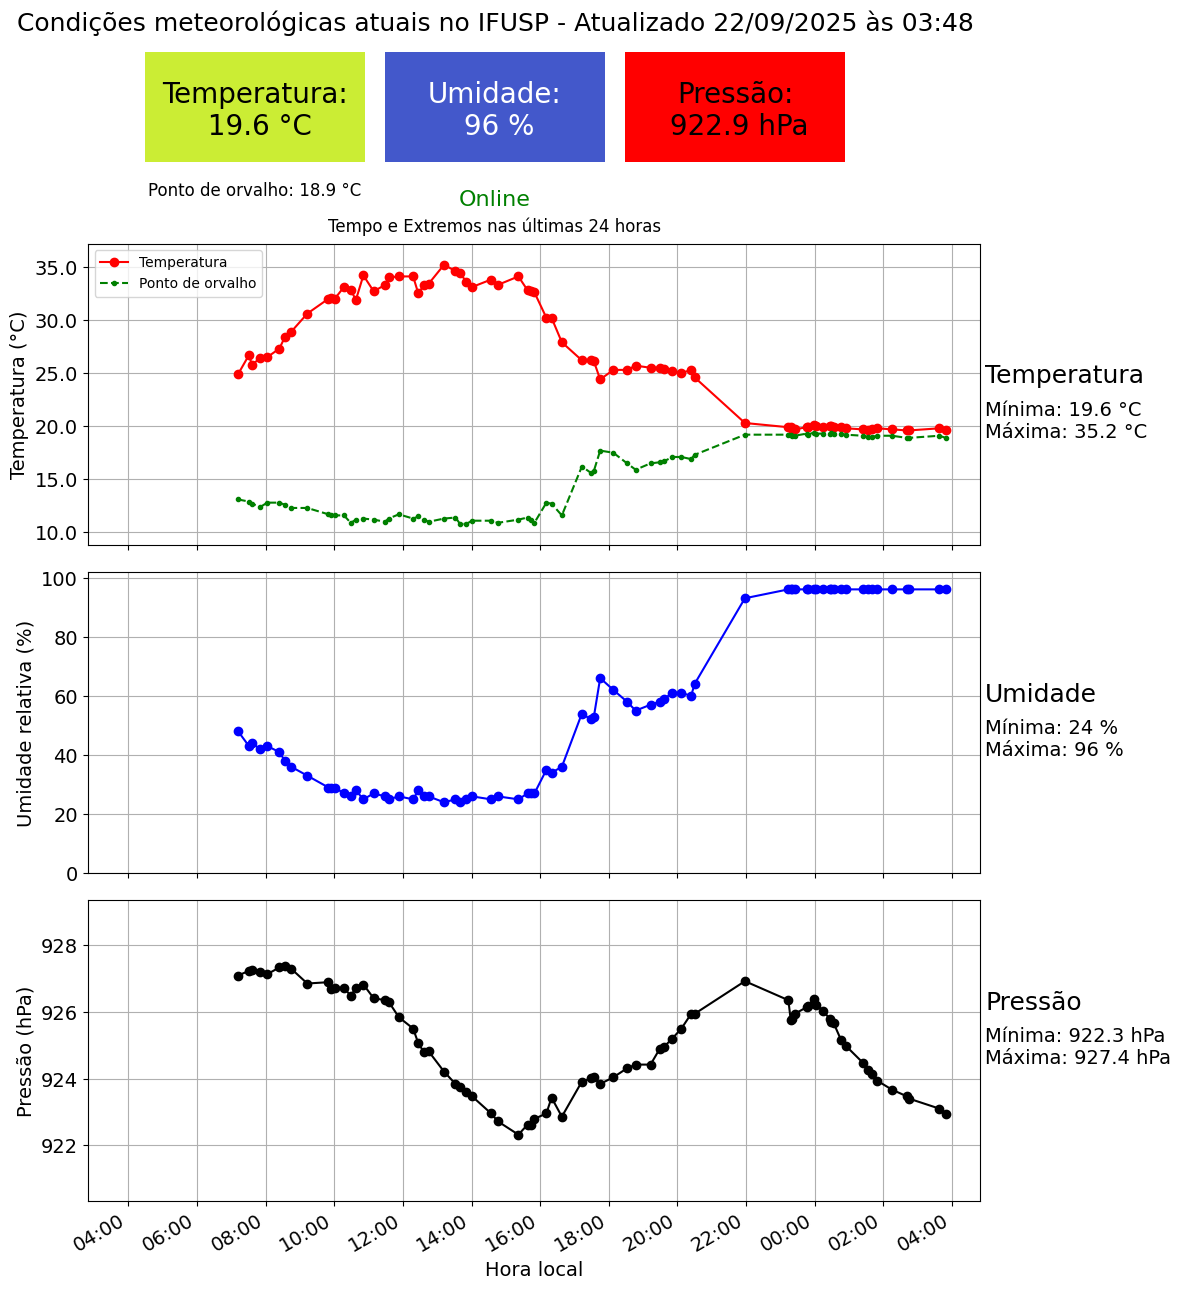 Condições meteorológicas atuais no IFUSP - Atualizado 22/09/2025 às 03:48
Temperatura:
19.6 °C
Umidade:
96 %
Pressão:
922.9 hPa
Ponto de orvalho: 18.9 °C
Online
Tempo e Extremos nas últimas 24 horas
Temperatura
Ponto de orvalho
Temperatura (°C)
35.0
30.0
25.0
20.0
15.0
10.0
Temperatura
Mínima: 19.6 °C
Máxima: 35.2 °C
Umidade relativa (%)
100
80
60
40
20
0
Umidade
Mínima: 24 %
Máxima: 96 %
Pressão (hPa)
928
926
924
922
Pressão
Mínima: 922.3 hPa
Máxima: 927.4 hPa
04:00 06:00 08:00 10:00 12:00 14:00 16:00 18:00 20:00 22:00 00:00 02:00 04:00
Hora local